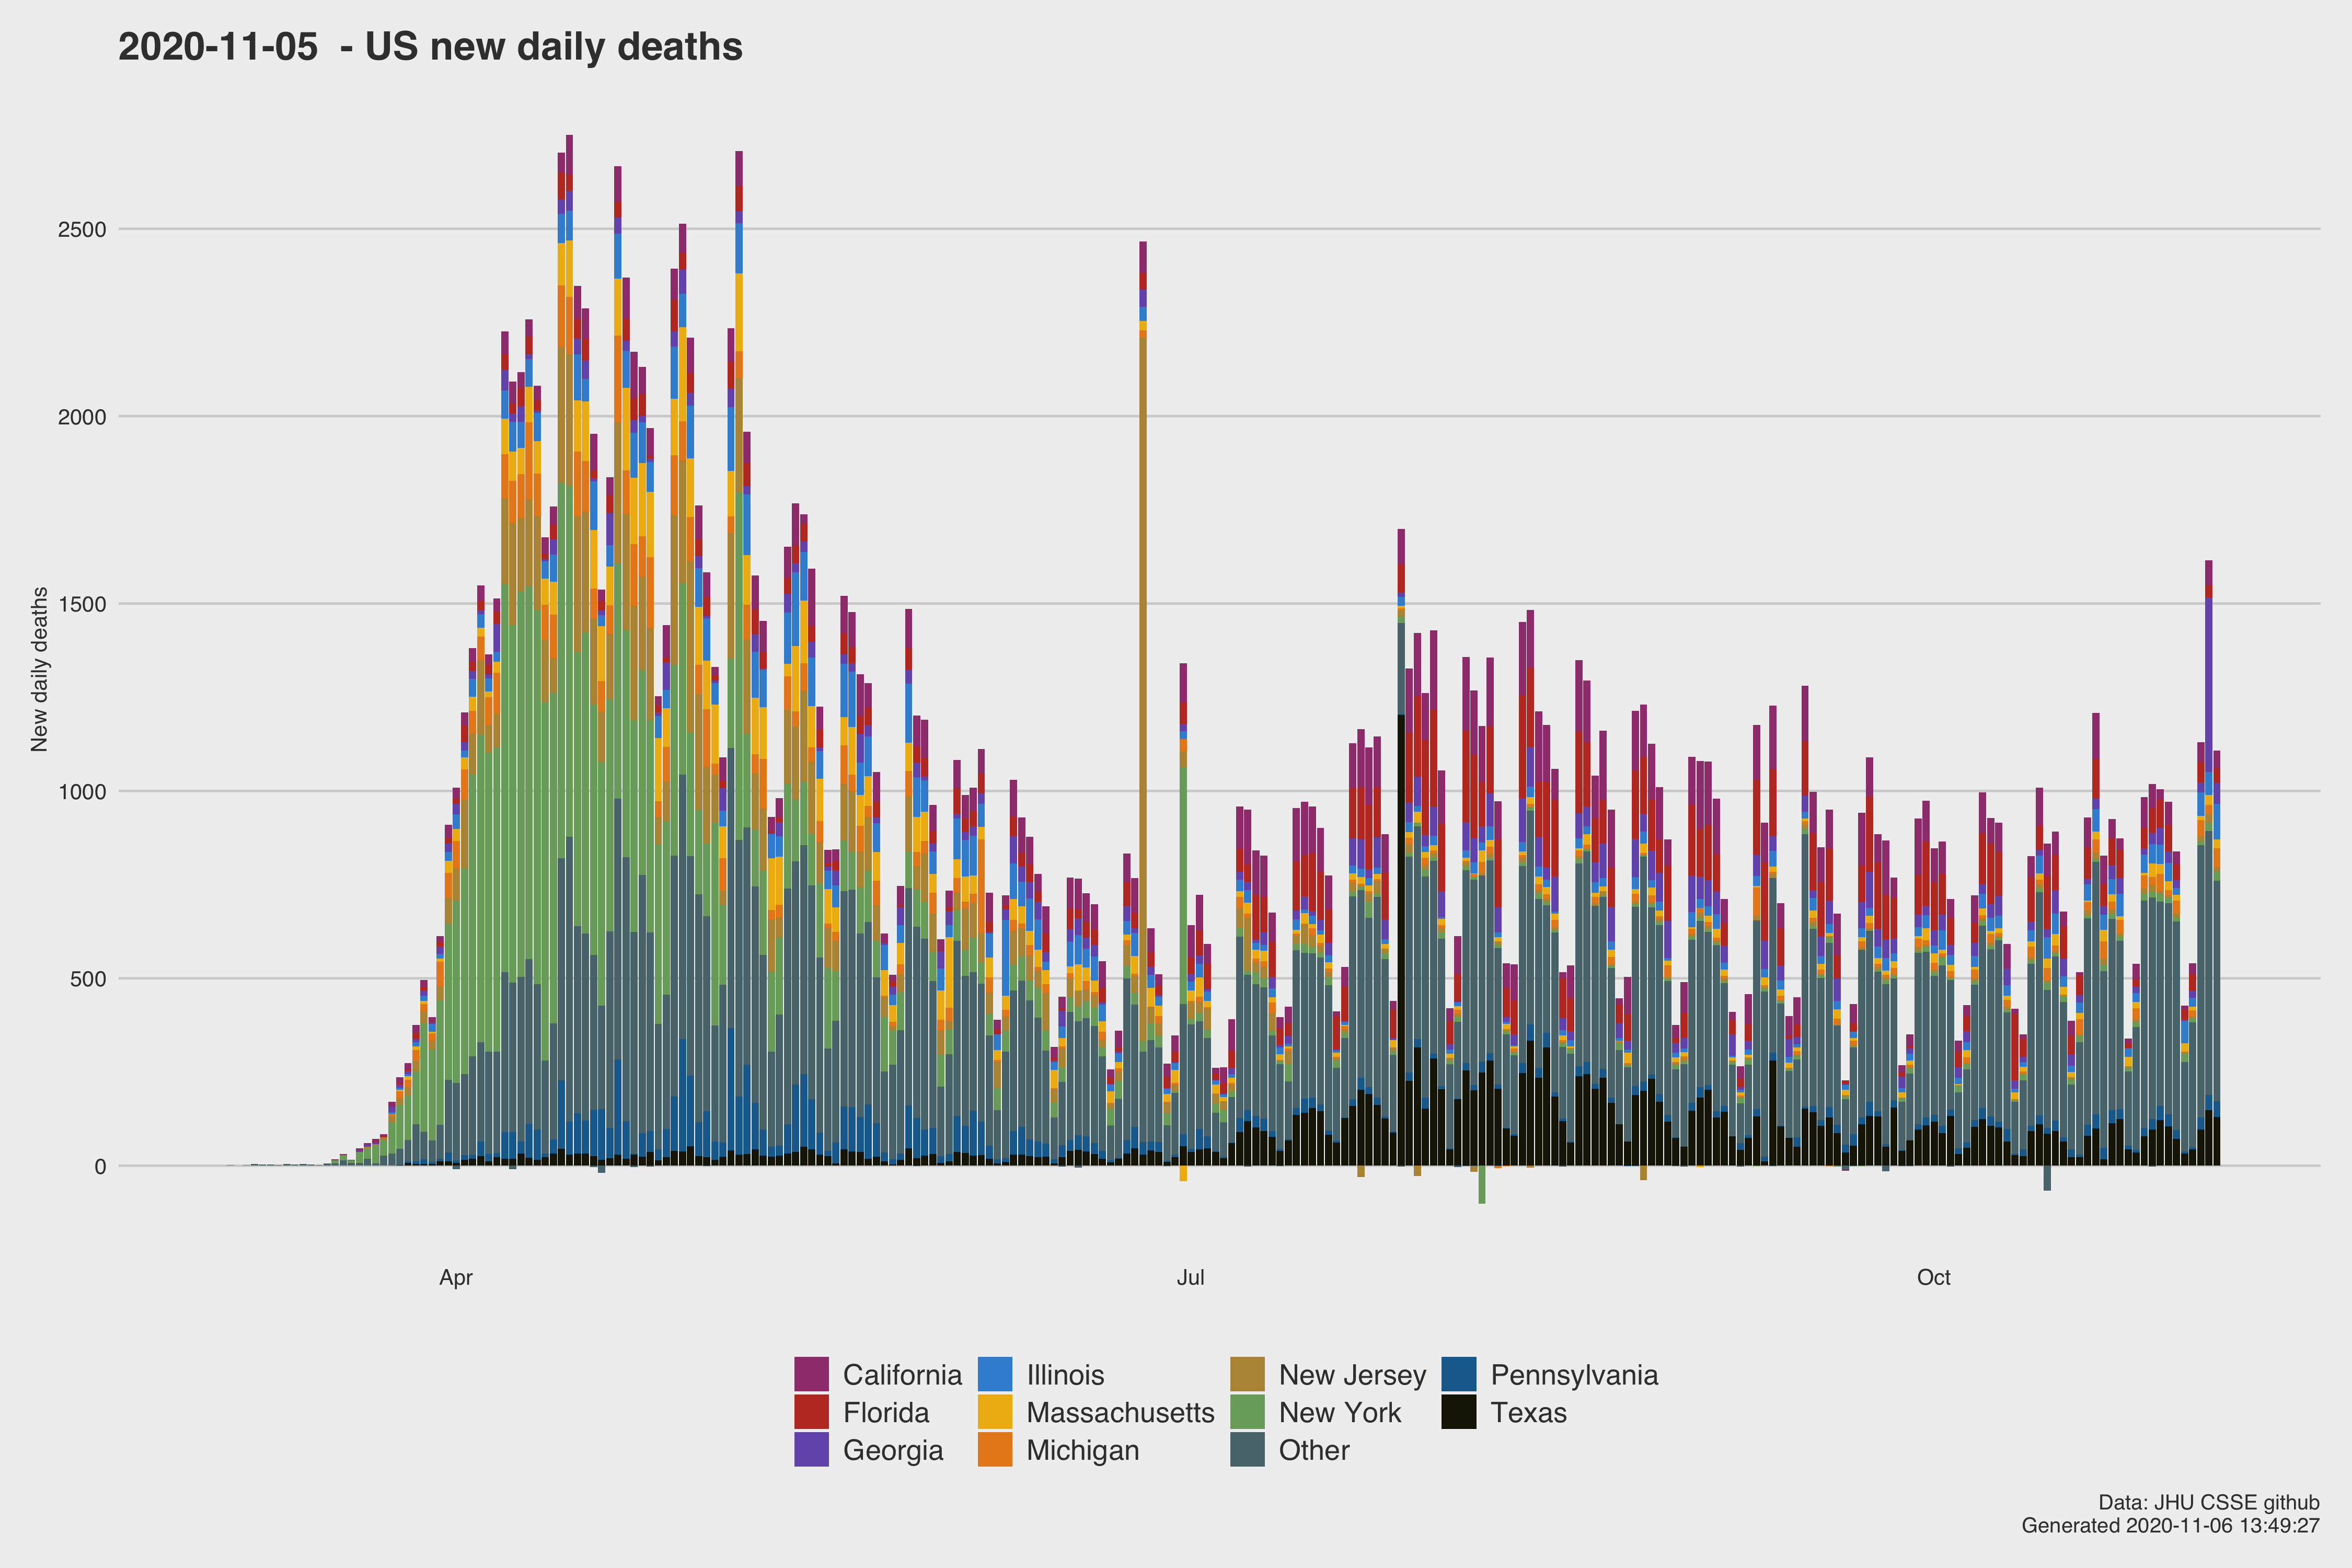 2020-11-05  - US new daily deaths
New daily deaths
2500
2000
1500
1000
500
0
Apr
Jul
Oct
California
Florida
Georgia
Illinois
Massachusetts
Michigan
New Jersey
New York
Other
Pennsylvania
Texas
Data: JHU CSSE github
Generated 2020-11-06 13:49:27